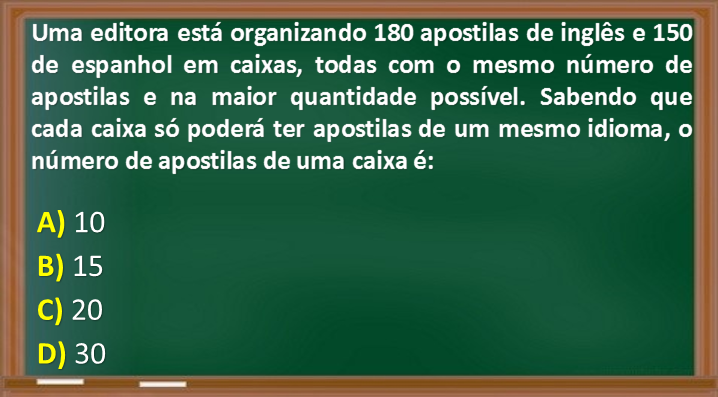 Uma editora está organizando 180 apostilas de inglês e 150
de espanhol em caixas, todas com o mesmo número de
apostilas e na maior quantidade possível. Sabendo que
cada caixa só poderá ter apostilas de um mesmo idioma, o
número de apostilas de uma caixa é:
A) 10
B) 15
C) 20
D) 30